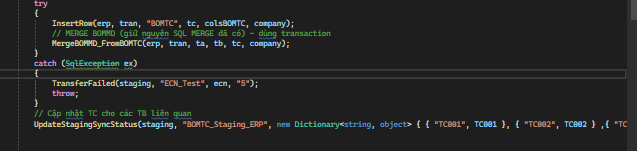 try
{
InsertRow(erp, tran, "BOMTC", tc, colsBOMTC, company);
// MERGE BOMMD (giữ nguyên SQL MERGE đã có) - dùng transaction
MergeBOMMD_FromBOMTC(erp, tran, ta, tb, tc, company);
}
catch (SqlException ex)
{
TransferFailed(staging, "ECN_Test", ecn, "5");
throw;
}
// Cập nhật TC cho các TB liên quan
UpdateStagingSyncStatus(staging, "BOMTC_Staging_ERP", new Dictionary<string, object> { { "TC001", TC001 }, { "TC002", TC002 } ,{ "TC